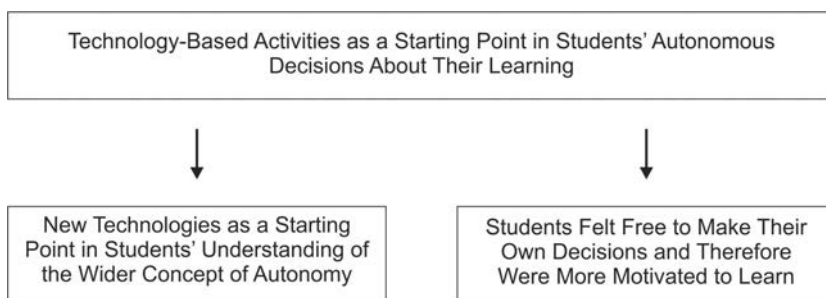 Technology-Based Activities as a Starting Point in Students’ Autonomous
Decisions About Their Learning
New Technologies as a Starting
Point in Students’ Understanding of
the Wider Concept of Autonomy
Students Felt Free to Make Their
Own Decisions and Therefore
Were More Motivated to Learn